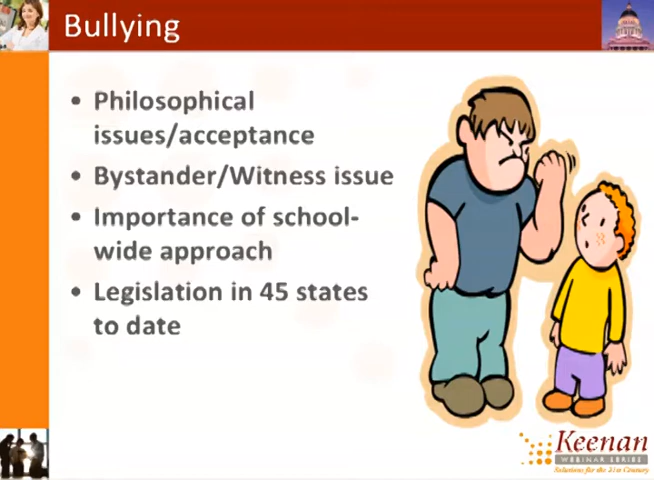 Bullying
• Philosophical
issues/acceptance
• Bystander/Witness issue
• Importance of school-
wide approach
• Legislation in 45 states
to date
Keenan
WEBINAR SERIES
Solutions for the 21st Century